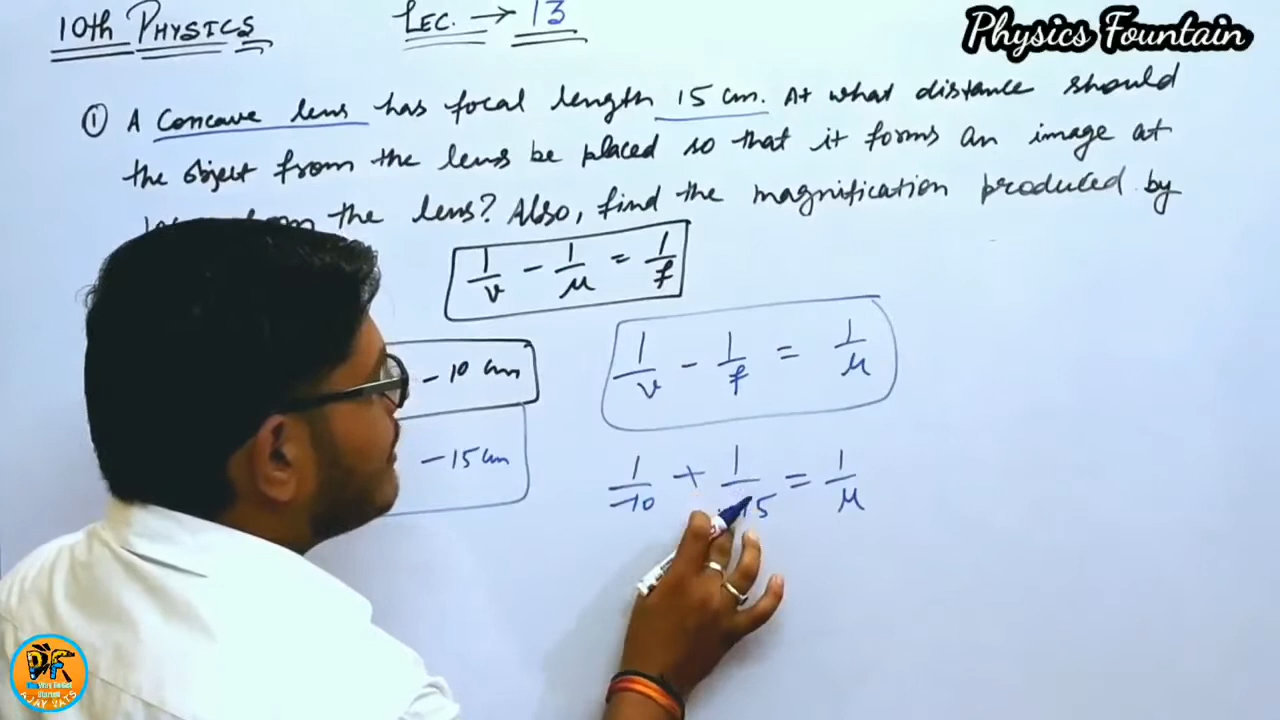 10th PHYSICS LEC. → 13
Physics Fountain
① A Concave lens has focal length 15 cm. At what distance should
the object from the lens be placed so that it forms an image at
the lens? Also, find the magnification produced by
1/v - 1/u = 1/f
1/v - 1/f = 1/u
- 10 cm
- 15 cm
1/-10 + 1/ 15 = 1/u
AJAY VATS